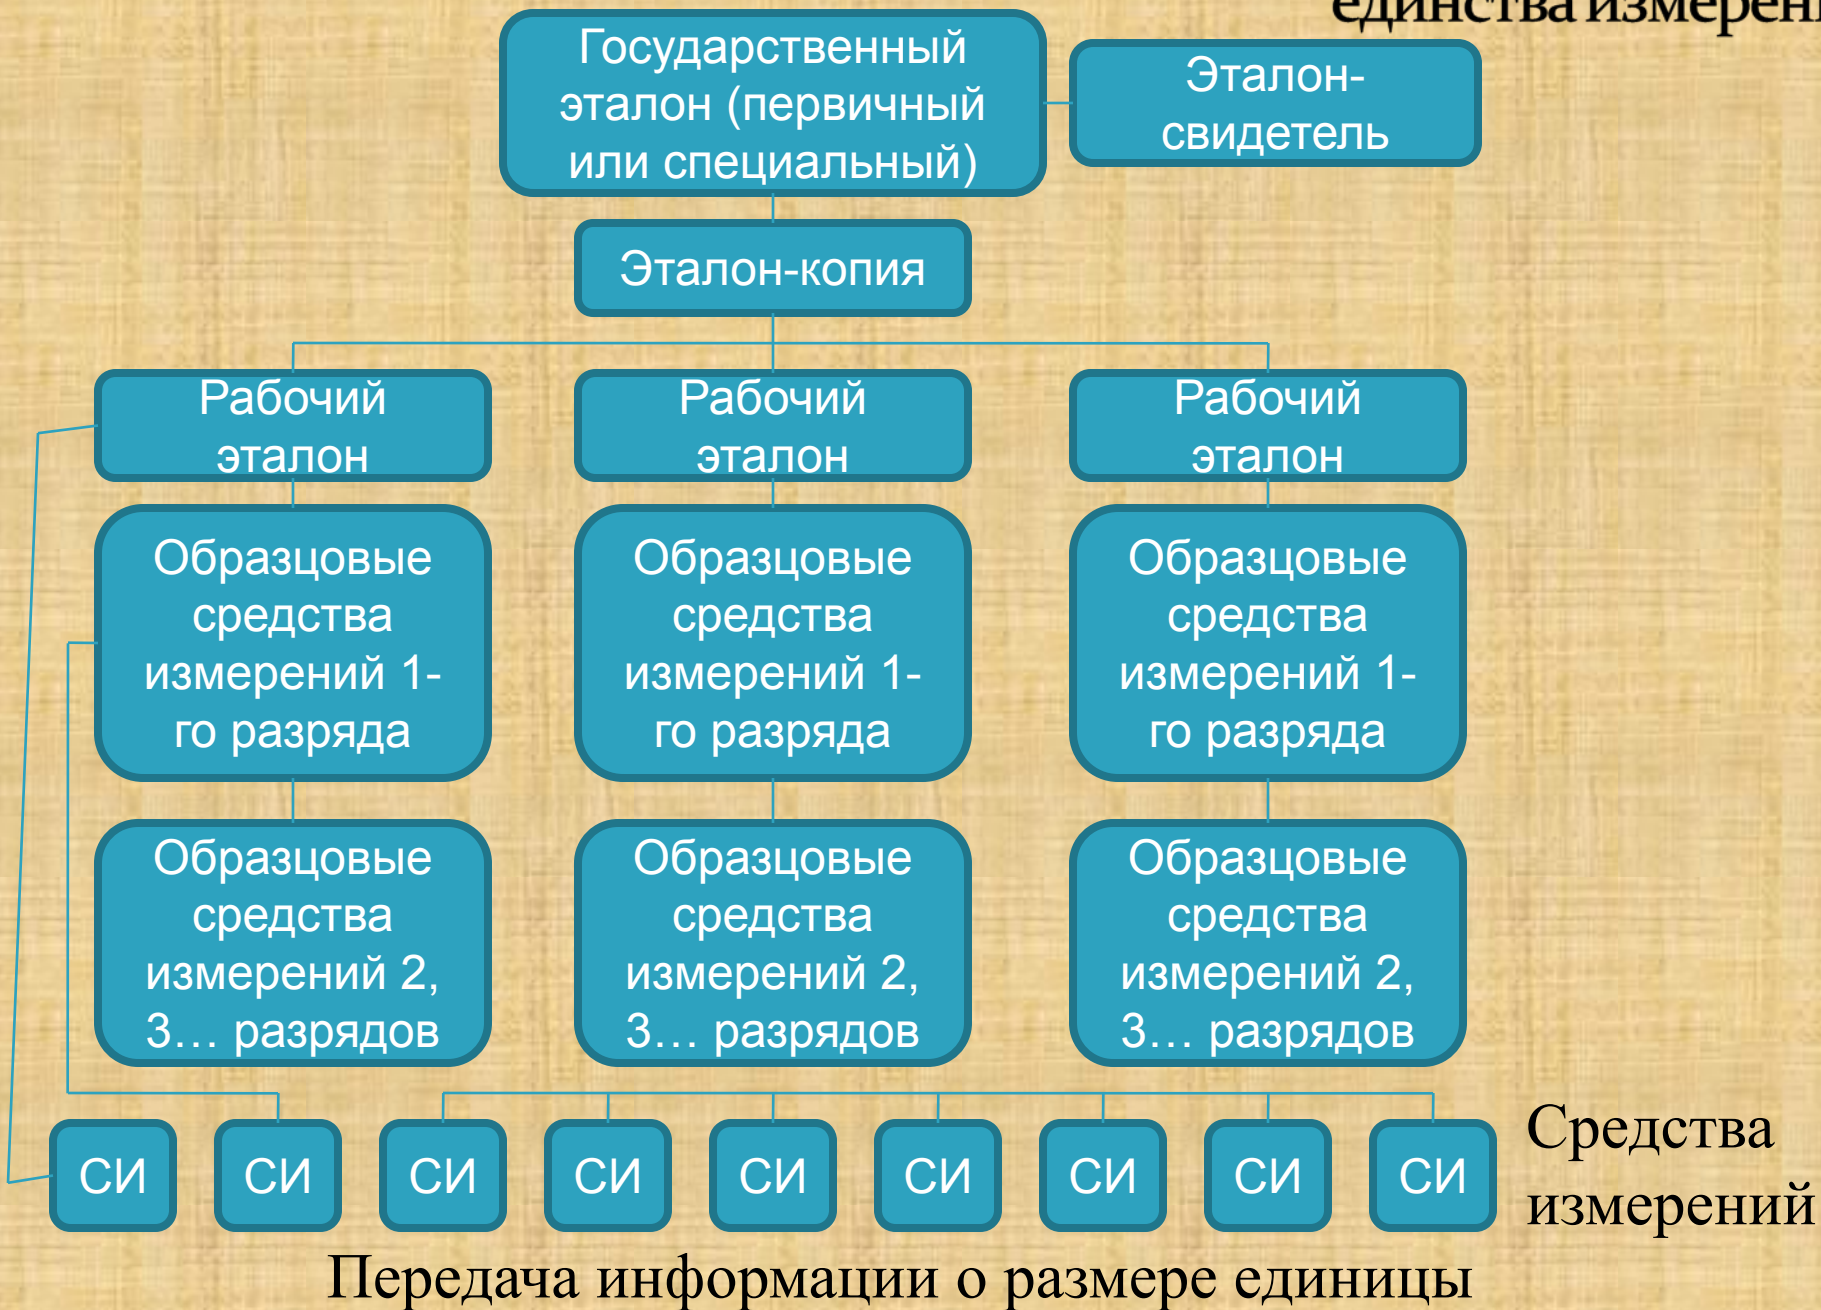 единства измерени
Государственный
эталон (первичный
или специальный)
Эталон-
свидетель
Эталон-копия
Рабочий
эталон
Рабочий
эталон
Рабочий
эталон
Образцовые
средства
измерений 1-
го разряда
Образцовые
средства
измерений 1-
го разряда
Образцовые
средства
измерений 1-
го разряда
Образцовые
средства
измерений 2,
3... разрядов
Образцовые
средства
измерений 2,
3... разрядов
Образцовые
средства
измерений 2,
3... разрядов
СИ
СИ
СИ
СИ
СИ
СИ
СИ
СИ
СИ
Средства
измерений
Передача информации о размере единицы